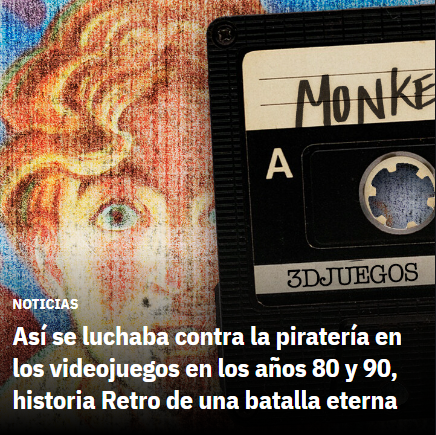 MONKE
A
3DJUEGOS
NOTICIAS
Así se luchaba contra la piratería en
los videojuegos en los años 80 y 90,
historia Retro de una batalla eterna